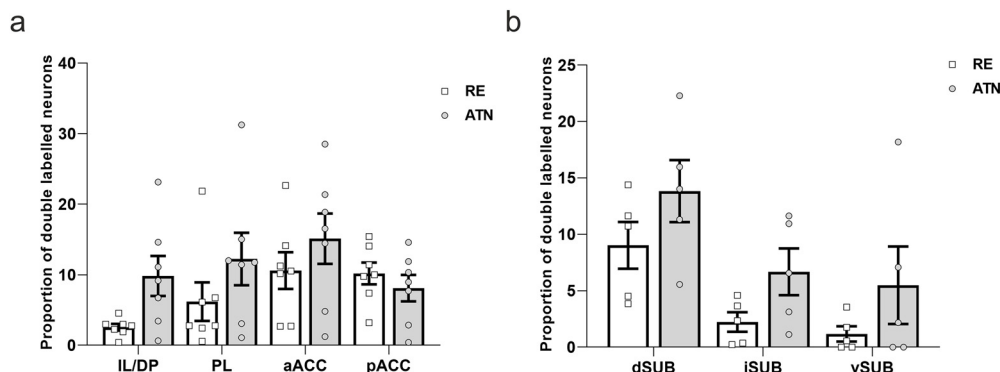 a
b
Proportion of double labelled neurons
40
30
20
10
0
IL/DP PL aACC pACC
RE
ATN
Proportion of double labelled neurons
25
20
15
10
5
0
dSUB iSUB vSUB
RE
ATN